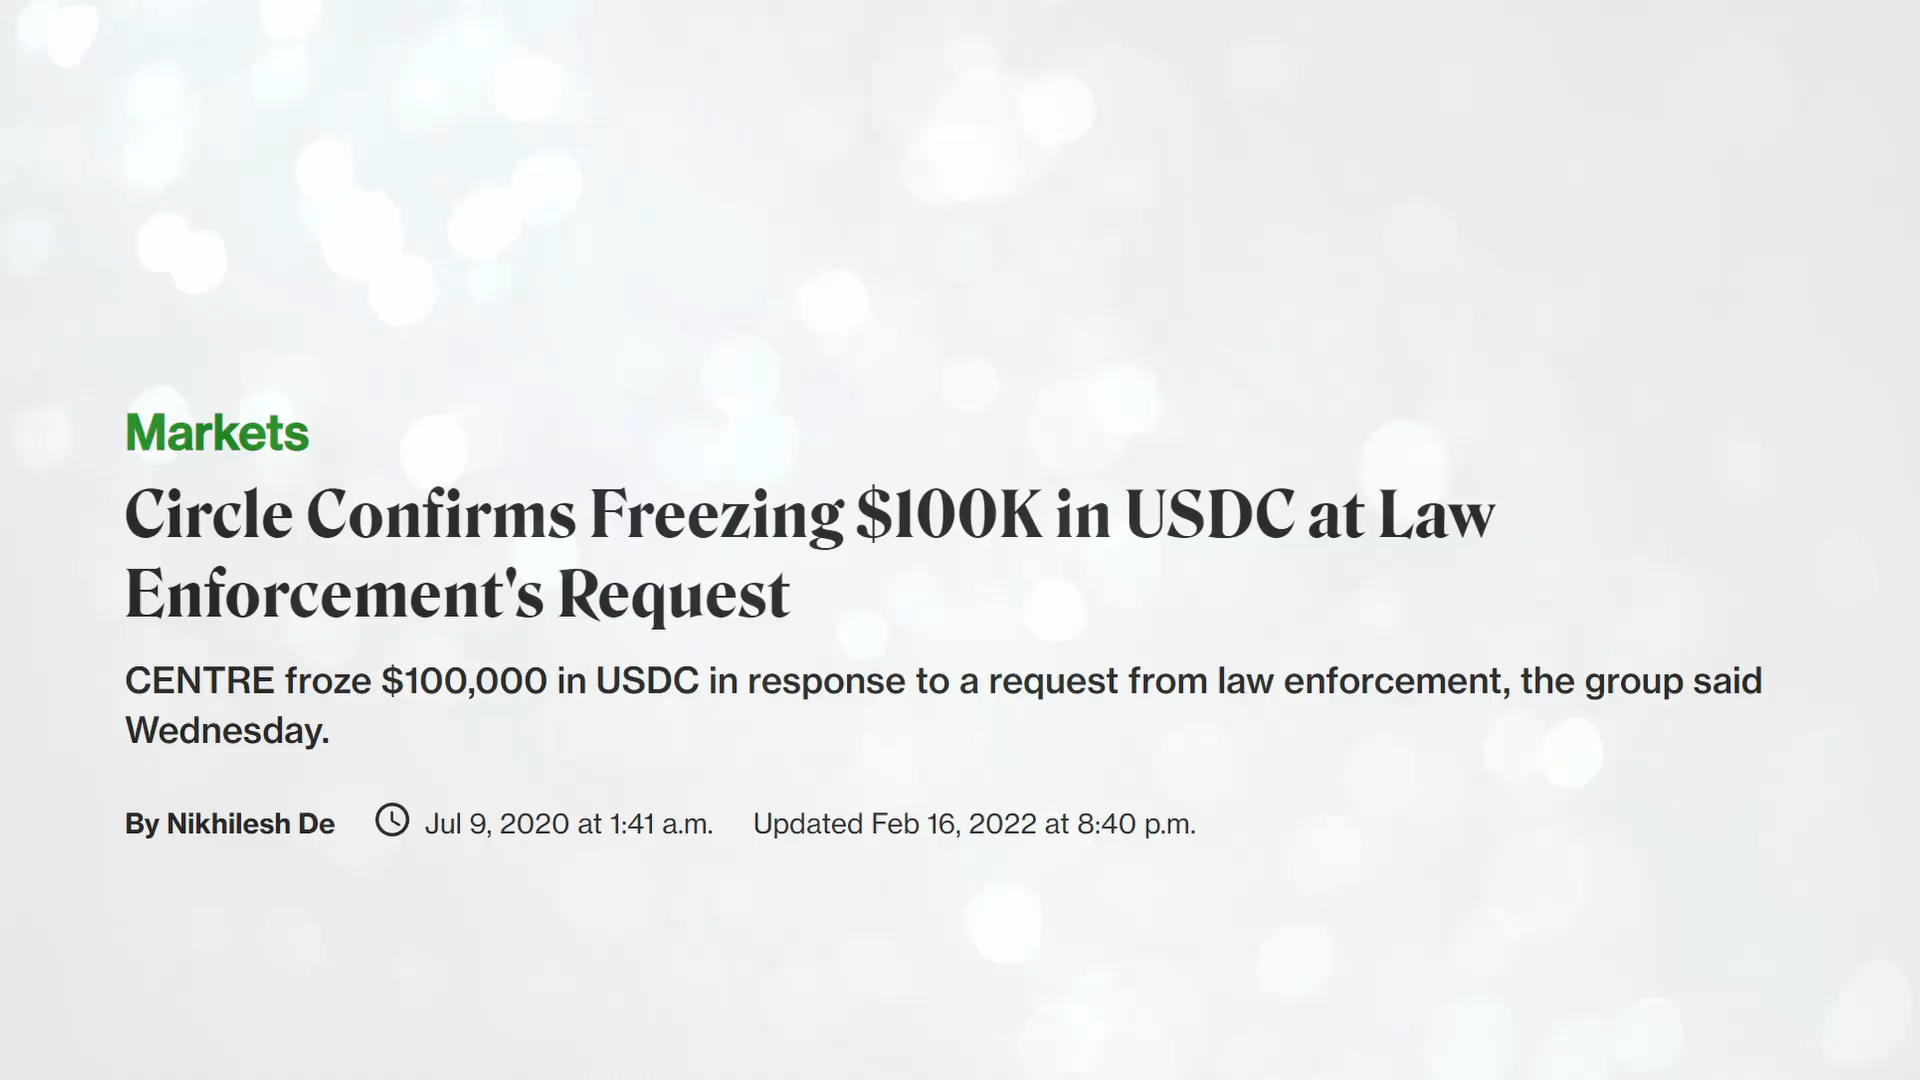 Markets
Circle Confirms Freezing $100K in USDC at Law
Enforcement's Request
CENTRE froze $100,000 in USDC in response to a request from law enforcement, the group said
Wednesday.
By Nikhilesh De Jul 9, 2020 at 1:41 a.m. Updated Feb 16, 2022 at 8:40 p.m.